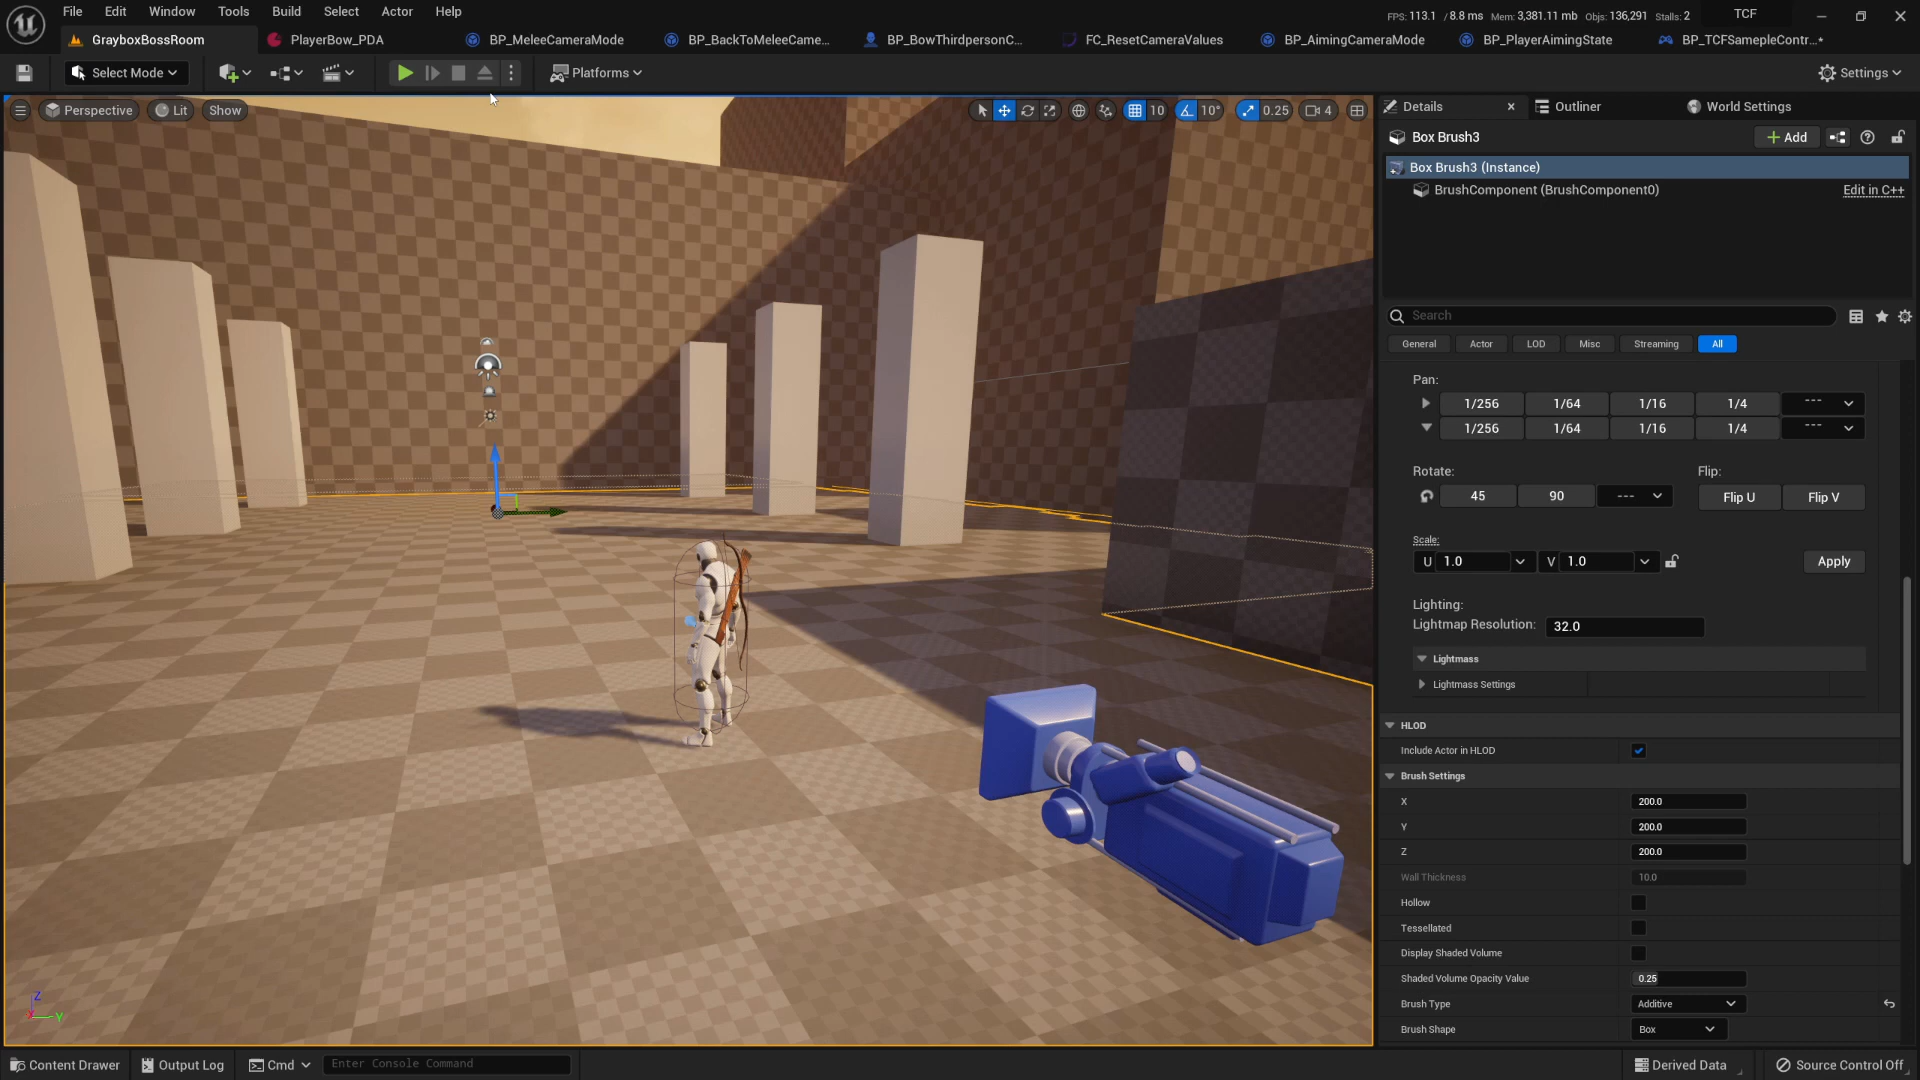 File Edit Window Tools Build Select Actor Help
FPS: 113.1 / 8.8 ms Mem: 3,381.11 mb Objs: 136,291 Stalls: 2 TCF
GrayboxBossRoom PlayerBow_PDA BP_MeleeCameraMode BP_BackToMeleeCame... BP_BowThirdpersonC... FC_ResetCameraValues BP_AimingCameraMode BP_PlayerAimingState BP_TCFSamepleContr...*
Select Mode Platforms Settings
Perspective Lit Show 10 10° 0.25 4
Details Outliner World Settings
Box Brush3 Add
Box Brush3 (Instance)
BrushComponent (BrushComponent0) Edit in C++
Search
General Actor LOD Misc Streaming All
Pan:
1/256 1/64 1/16 1/4 ---
1/256 1/64 1/16 1/4 ---
Rotate: Flip:
45 90 --- Flip U Flip V
Scale:
U 1.0 V 1.0 Apply
Lighting:
Lightmap Resolution: 32.0
Lightmass
Lightmass Settings
HLOD
Include Actor in HLOD
Brush Settings
X 200.0
Y 200.0
Z 200.0
Wall Thickness 10.0
Hollow
Tessellated
Display Shaded Volume
Shaded Volume Opacity Value 0.25
Brush Type Additive
Brush Shape Box
Z
X Y
Content Drawer Output Log Cmd Enter Console Command Derived Data Source Control Off